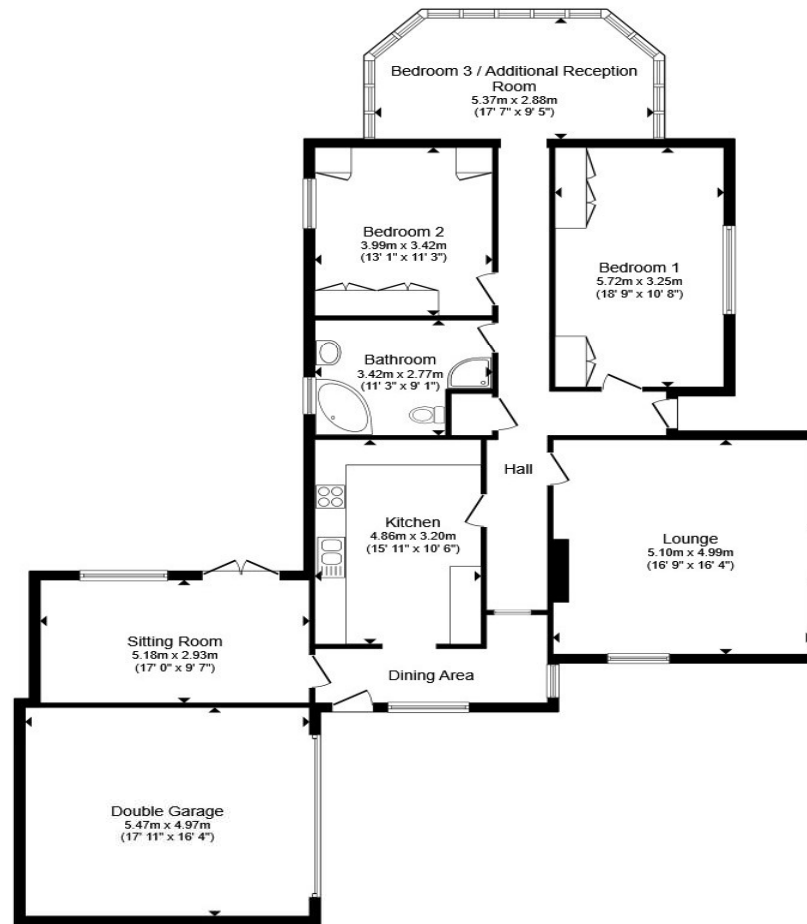 Bedroom 3 / Additional Reception
Room
5.37m x 2.88m
(17' 7" x 9' 5")
Bedroom 2
3.99m x 3.42m
(13' 1" x 11' 3")
Bedroom 1
5.72m x 3.25m
(18' 9" x 10' 8")
Bathroom
3.42m x 2.77m
(11' 3" x 9' 1")
Hall
Kitchen
4.86m x 3.20m
(15' 11" x 10' 6")
Lounge
5.10m x 4.99m
(16' 9" x 16' 4")
Sitting Room
5.18m x 2.93m
(17' 0" x 9' 7")
Dining Area
Double Garage
5.47m x 4.97m
(17' 11" x 16' 4")